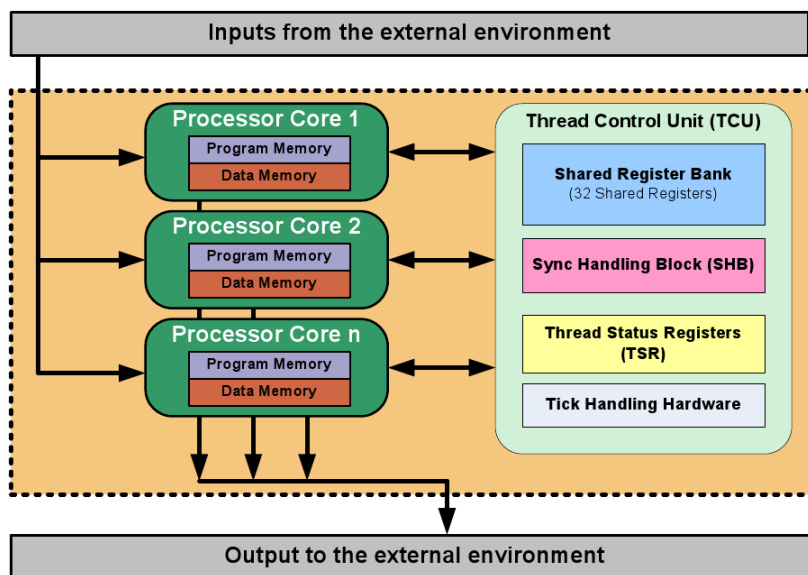 Inputs from the external environment
Processor Core 1
Program Memory
Data Memory
Processor Core 2
Program Memory
Data Memory
Processor Core n
Program Memory
Data Memory
Thread Control Unit (TCU)
Shared Register Bank
(32 Shared Registers)
Sync Handling Block (SHB)
Thread Status Registers
(TSR)
Tick Handling Hardware
Output to the external environment